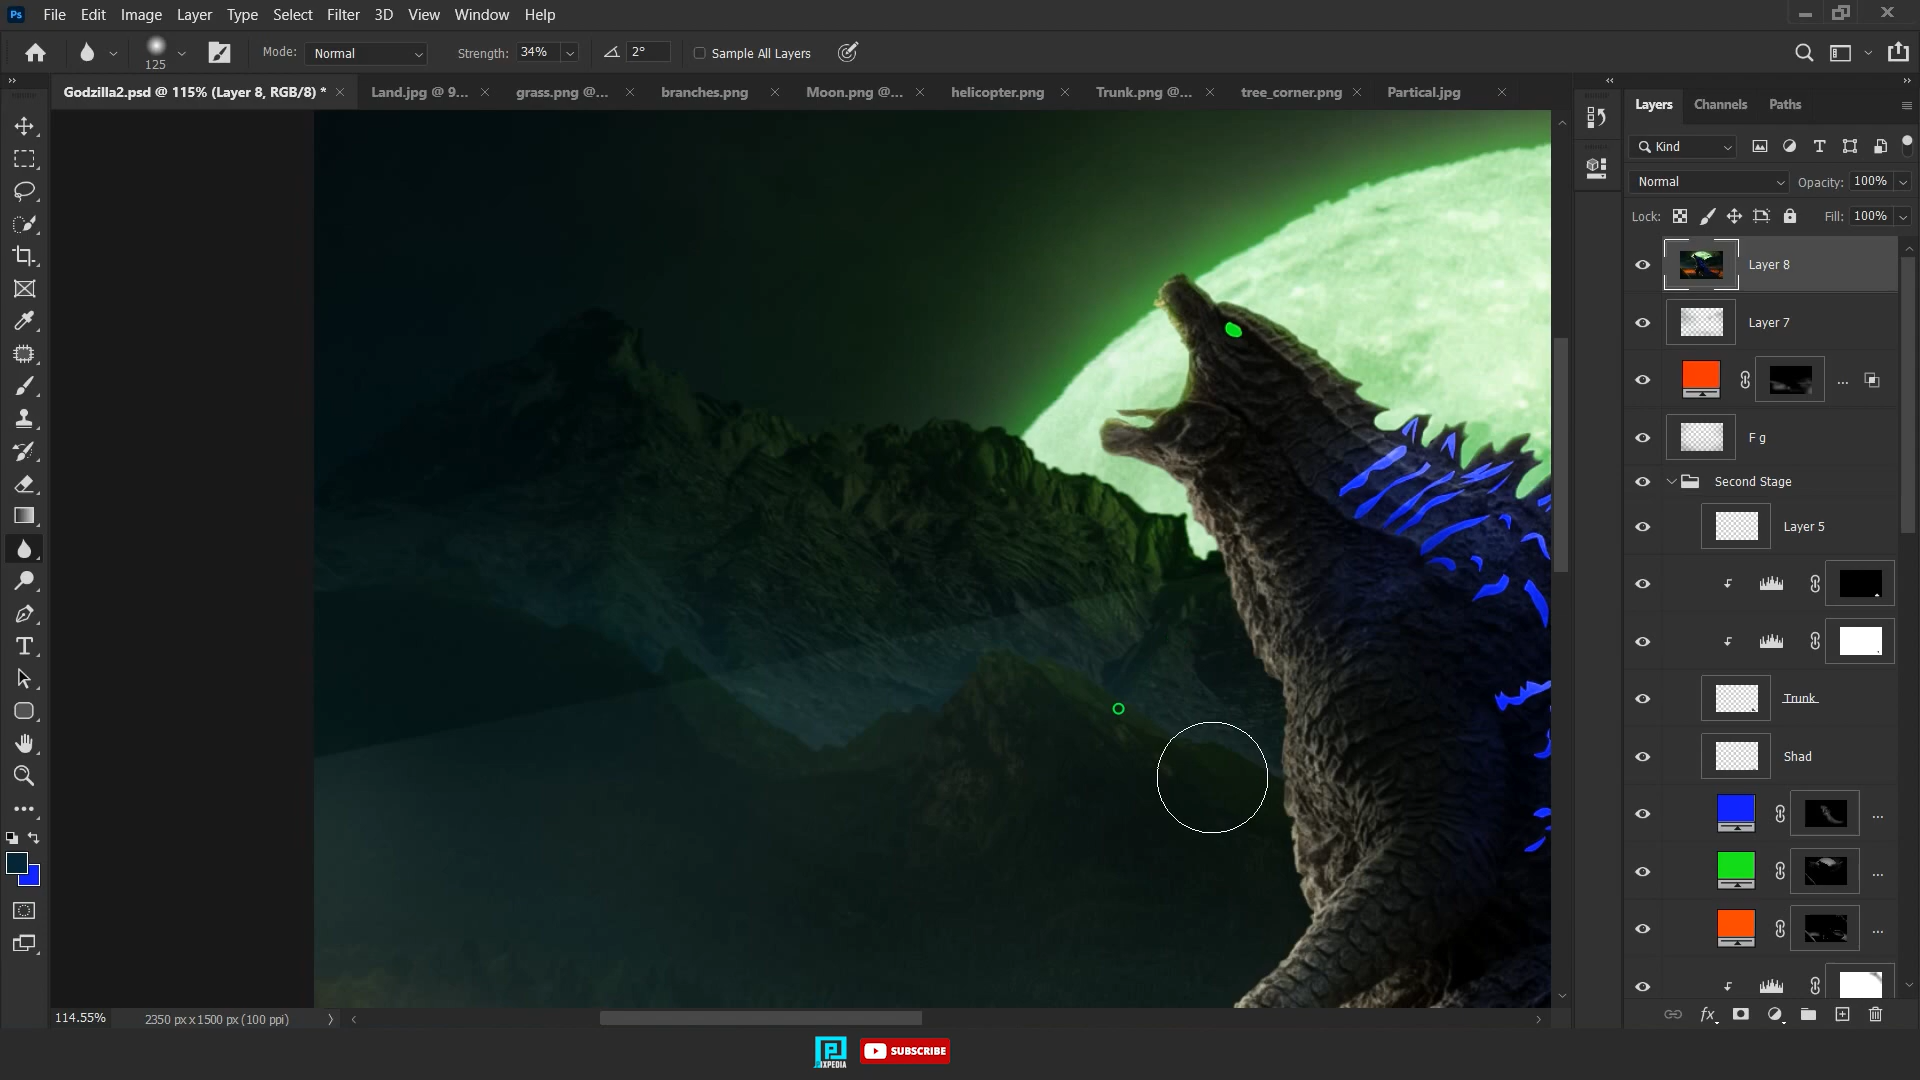 Ps File Edit Image Layer Type Select Filter 3D View Window Help
125 Mode: Normal Strength: 34% 2° Sample All Layers
Godzilla2.psd @ 115% (Layer 8, RGB/8) * Land.jpg @ 9... grass.png @... branches.png Moon.png @... helicopter.png Trunk.png @... tree_corner.png Partical.jpg
Layers Channels Paths
Kind
Normal Opacity: 100%
Lock: Fill: 100%
Layer 8
Layer 7
F g
Second Stage
Layer 5
Trunk
Shad
114.55% 2350 px x 1500 px (100 ppi)
PIXPEDIA SUBSCRIBE